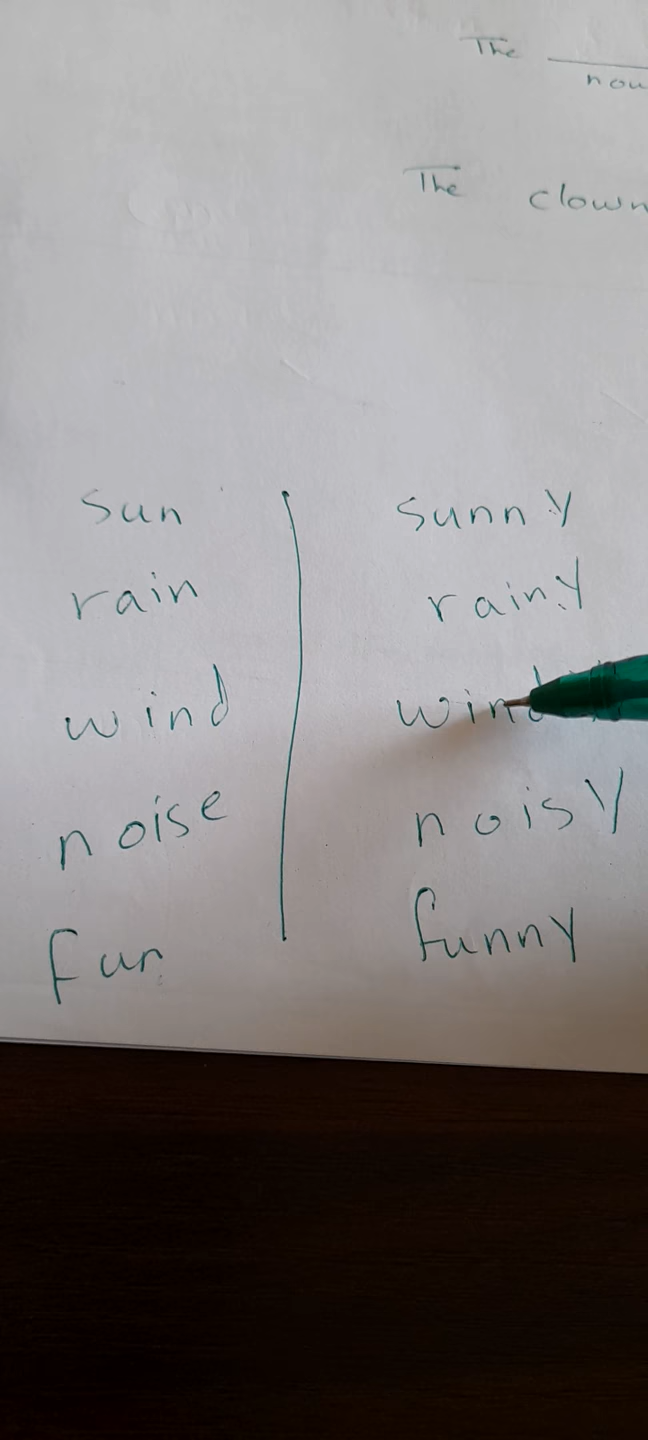 The
The clown
sun sunny
rain rainy
wind
noise noisy
fun funny